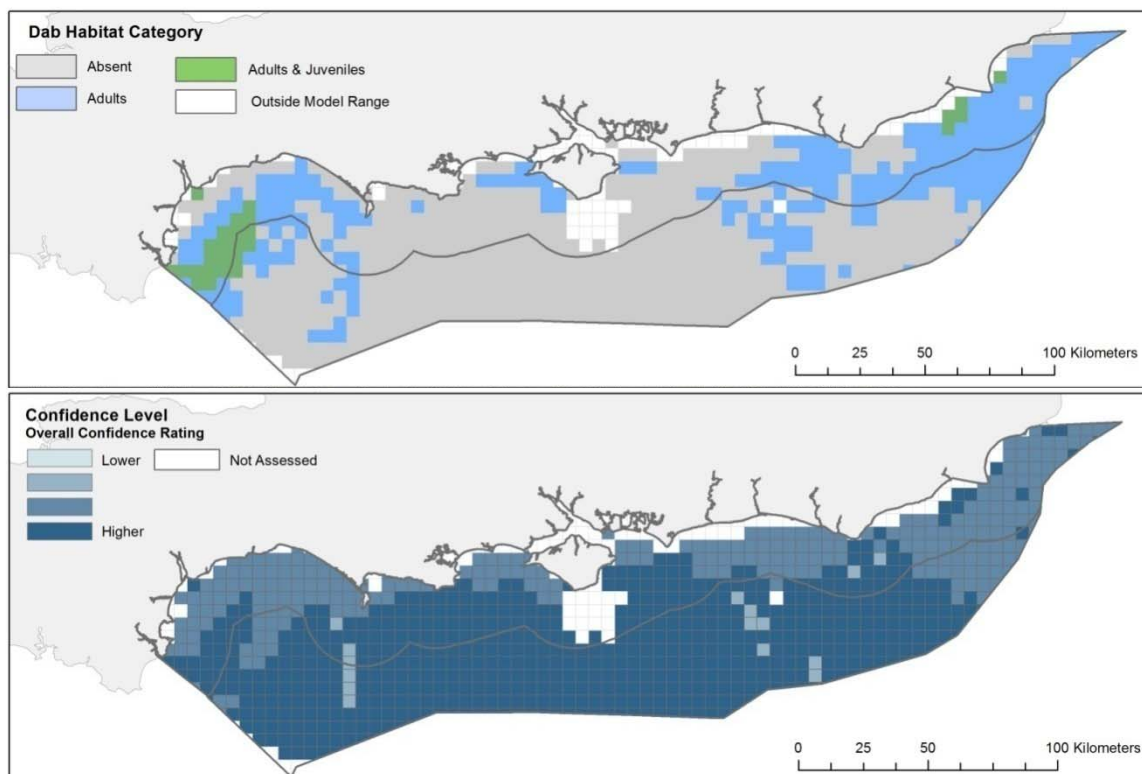 Dab Habitat Category
Absent
Adults & Juveniles
Adults
Outside Model Range
0 25 50 100 Kilometers
Confidence Level
Overall Confidence Rating
Lower
Not Assessed
Higher
0 25 50 100 Kilometers